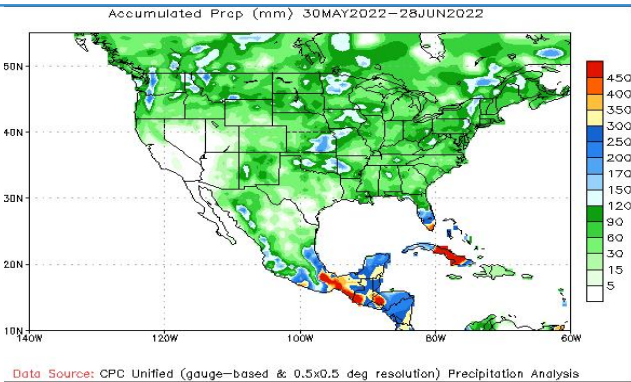 Accumulated Prcp (mm) 30MAY2022-28JUN2022
50N
40N
30N
20N
10N
140W
120W
100W
80W
60W
450
400
350
300
250
200
170
150
120
90
60
30
15
5
Data Source: CPC Unified (gauge-based & 0.5x0.5 deg resolution) Precipitation Analysis